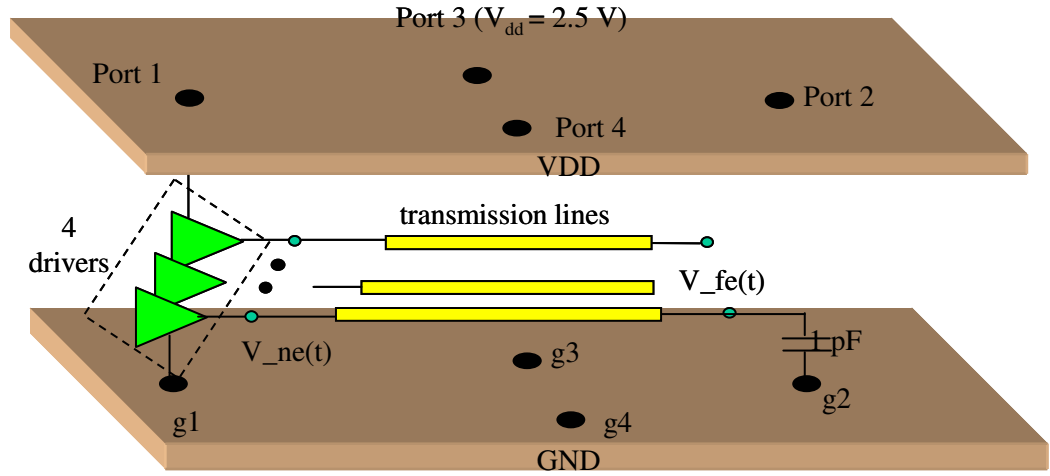 Port 3 (Vdd = 2.5 V)
Port 1
Port 2
Port 4
VDD
transmission lines
4
drivers
V_fe(t)
1 pF
V_ne(t)
g3
g2
g1
g4
GND